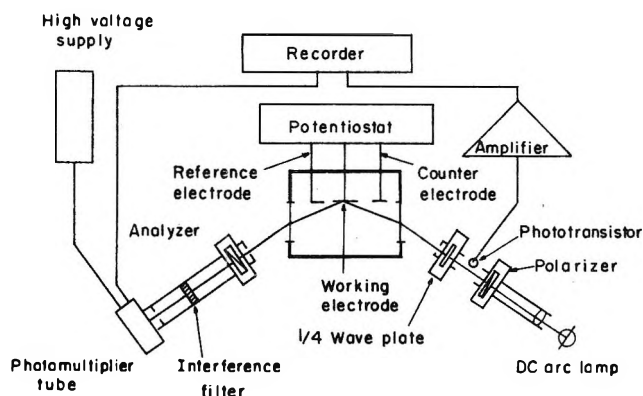 High voltage
supply
Recorder
Potentiostat
Amplifier
Reference
electrode
Counter
electrode
Analyzer
Phototransistor
Polarizer
Working
electrode
1/4 Wave plate
Photamultiplier
tube
Interference
filter
DC arc lamp